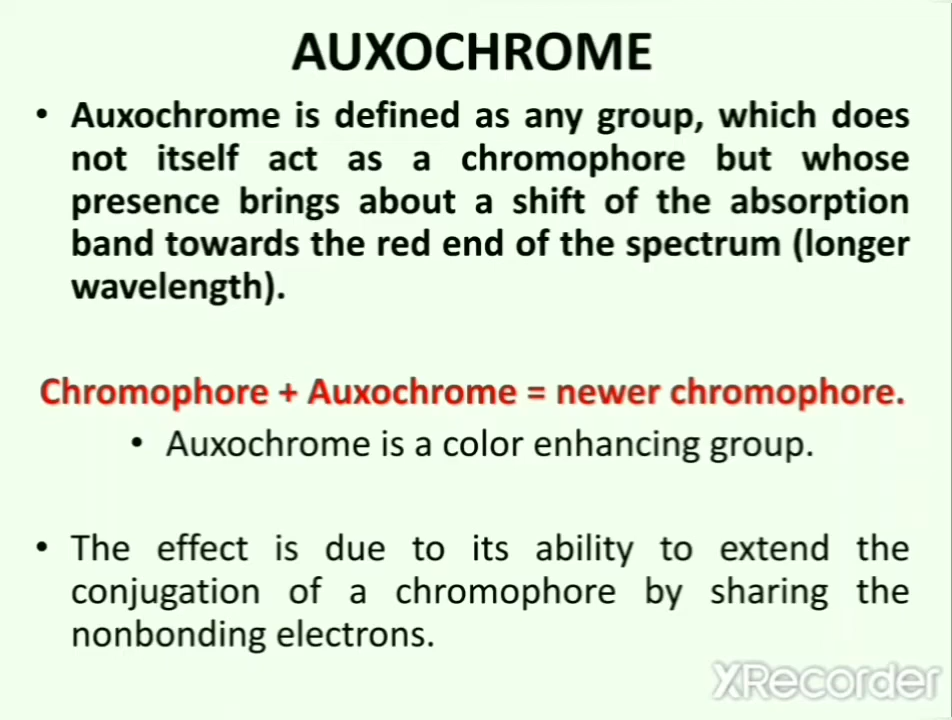 AUXOCHROME
• Auxochrome is defined as any group, which does
not itself act as a chromophore but whose
presence brings about a shift of the absorption
band towards the red end of the spectrum (longer
wavelength).
Chromophore + Auxochrome = newer chromophore.
• Auxochrome is a color enhancing group.
• The effect is due to its ability to extend the
conjugation of a chromophore by sharing the
nonbonding electrons.
XRecorder